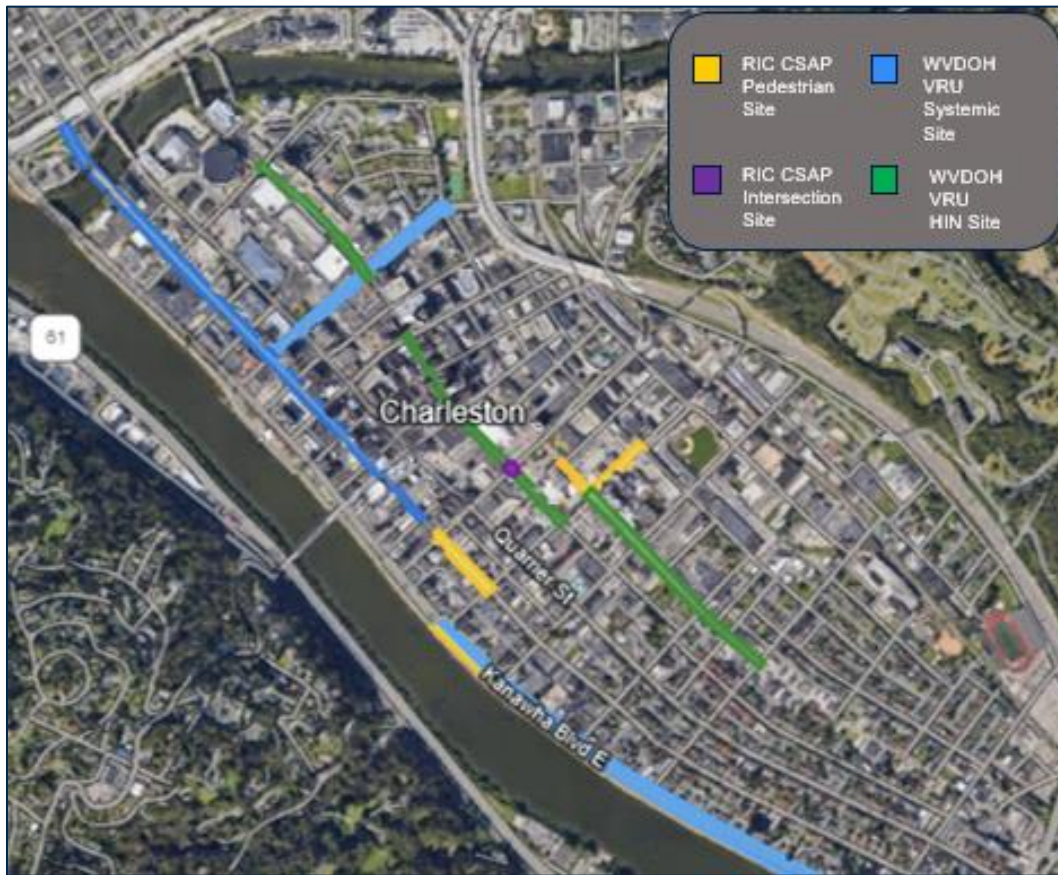 RIC CSAP
Pedestrian
Site
WVDOH
VRU
Systemic
Site
RIC CSAP
Intersection
Site
WVDOH
VRU
HIN Site
61
Charleston
Quarrier St
Kanawha Blvd E